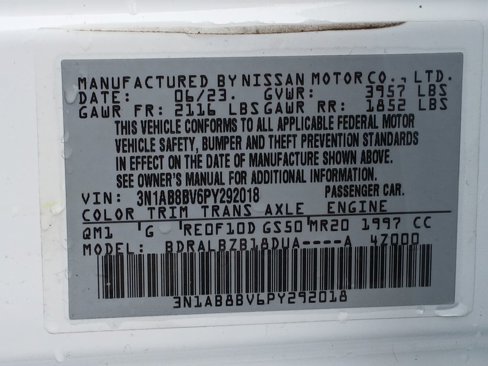 MANUFACTURED BY NISSAN MOTOR CO., LTD.
DATE: 06/23. GVWR: 3957 LBS
GAWR FR: 2116 LBS GAWR RR: 1852 LBS
THIS VEHICLE CONFORMS TO ALL APPLICABLE FEDERAL MOTOR
VEHICLE SAFETY, BUMPER AND THEFT PREVENTION STANDARDS
IN EFFECT ON THE DATE OF MANUFACTURE SHOWN ABOVE.
SEE OWNER'S MANUAL FOR ADDITIONAL INFORMATION.
VIN: 3N1AB8BV6PY292018 PASSENGER CAR.
COLOR TRIM TRANS AXLE ENGINE
QM1 G RE0F10D GS50 MR20 1997 CC
MODEL: BDRALBZB18DUA----A 4Z000
3N1AB8BV6PY292018